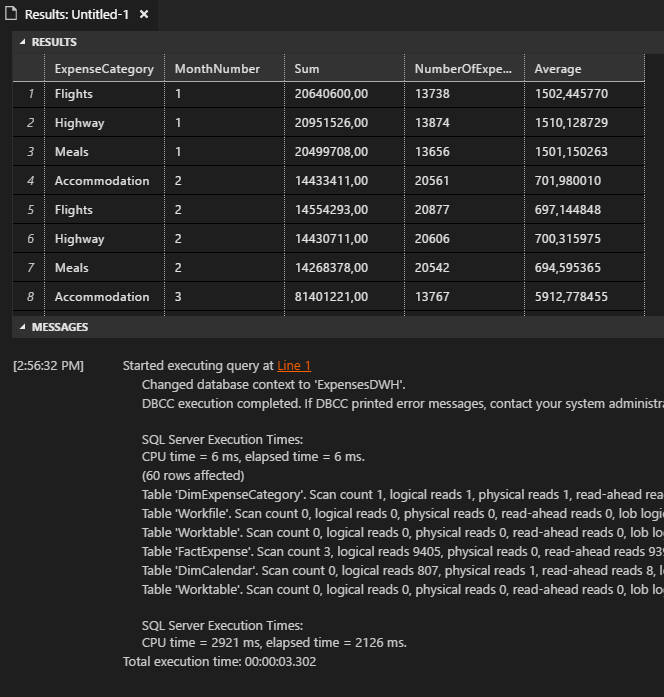 Results: Untitled-1 ×
RESULTS
ExpenseCategory MonthNumber Sum NumberOfExpe... Average
1 Flights 1 20640600,00 13738 1502,445770
2 Highway 1 20951526,00 13874 1510,128729
3 Meals 1 20499708,00 13656 1501,150263
4 Accommodation 2 14433411,00 20561 701,980010
5 Flights 2 14554293,00 20877 697,144848
6 Highway 2 14430711,00 20606 700,315975
7 Meals 2 14268378,00 20542 694,595365
8 Accommodation 3 81401221,00 13767 5912,778455
MESSAGES
[2:56:32 PM] Started executing query at Line 1
Changed database context to 'ExpensesDWH'.
DBCC execution completed. If DBCC printed error messages, contact your system administra
SQL Server Execution Times:
CPU time = 6 ms, elapsed time = 6 ms.
(60 rows affected)
Table 'DimExpenseCategory'. Scan count 1, logical reads 1, physical reads 1, read-ahead rea
Table 'Workfile'. Scan count 0, logical reads 0, physical reads 0, read-ahead reads 0, lob logic
Table 'Worktable'. Scan count 0, logical reads 0, physical reads 0, read-ahead reads 0, lob lo
Table 'FactExpense'. Scan count 3, logical reads 9405, physical reads 0, read-ahead reads 939
Table 'DimCalendar'. Scan count 0, logical reads 807, physical reads 1, read-ahead reads 8, l
Table 'Worktable'. Scan count 0, logical reads 0, physical reads 0, read-ahead reads 0, lob lo
SQL Server Execution Times:
CPU time = 2921 ms, elapsed time = 2126 ms.
Total execution time: 00:00:03.302